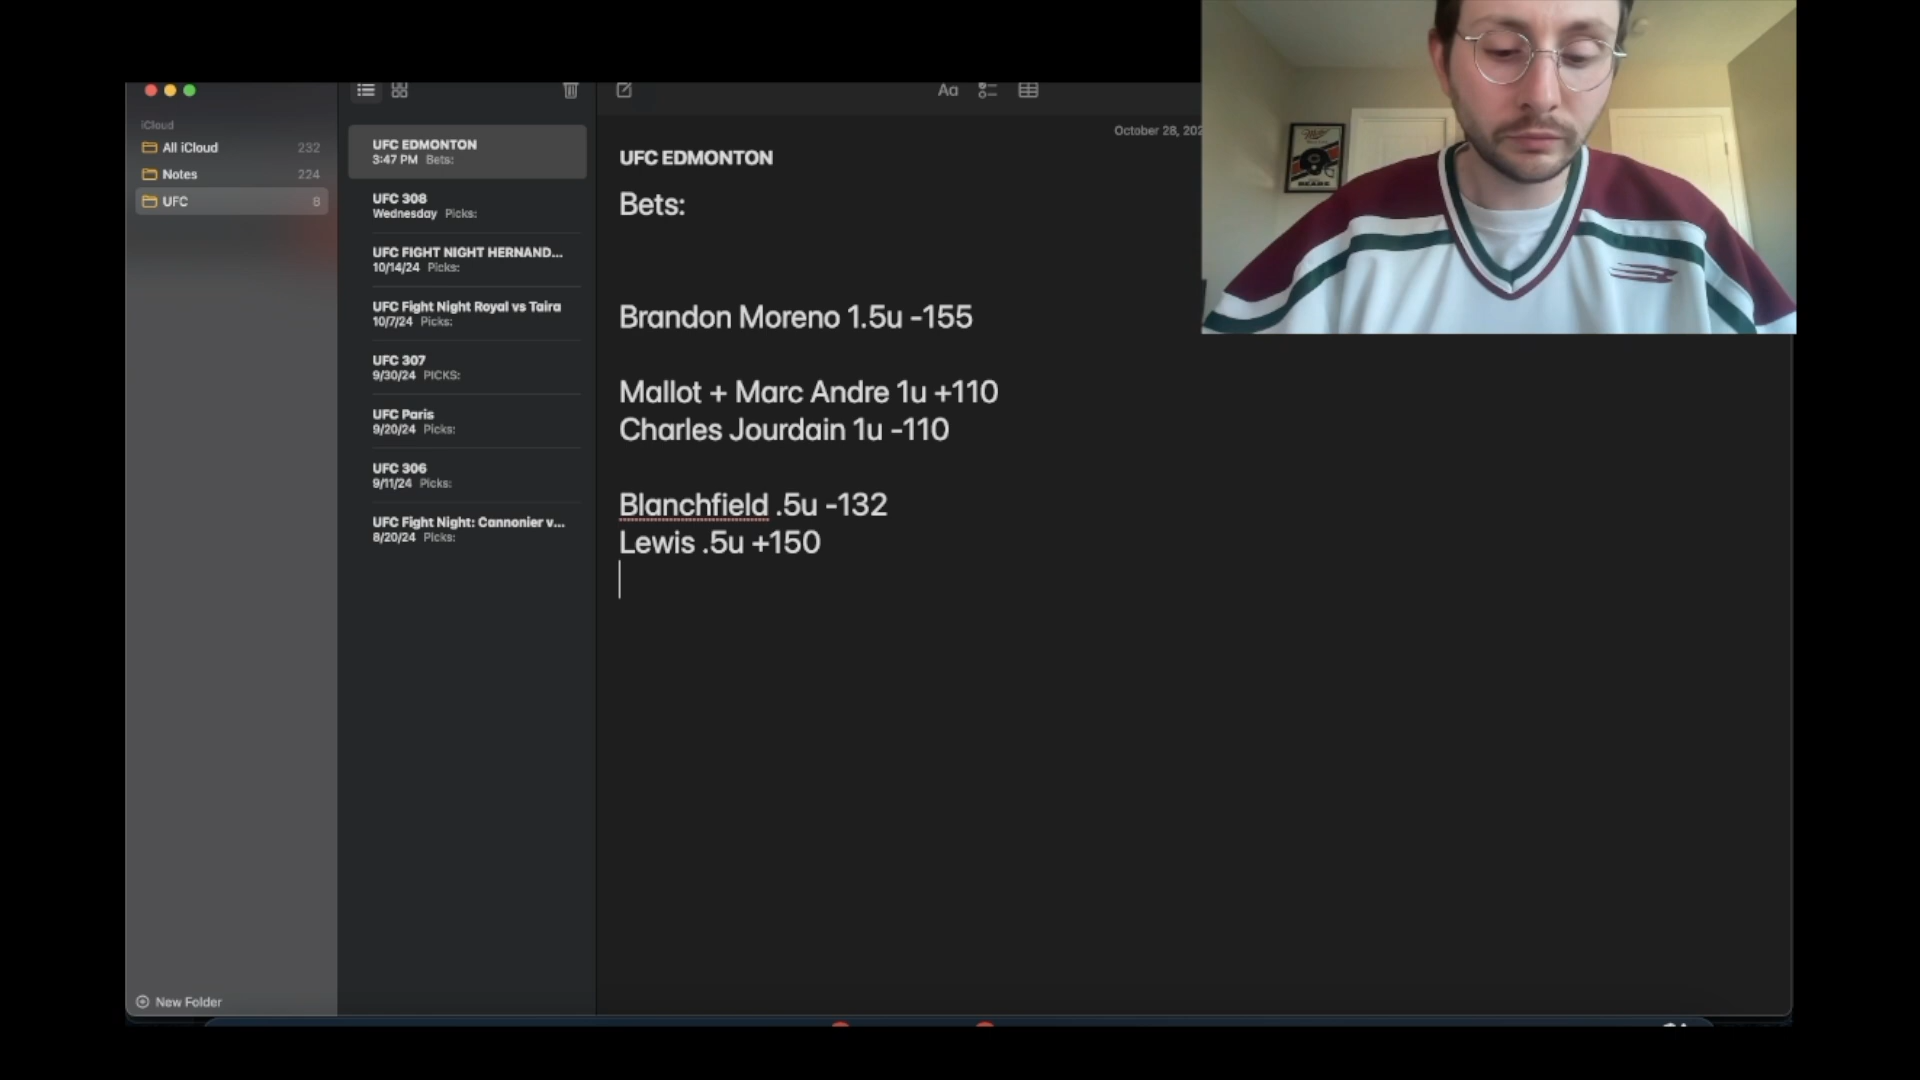 iCloud
All iCloud 232
Notes 224
UFC 8
New Folder
UFC EDMONTON
3:47 PM Bets:
UFC 308
Wednesday Picks:
UFC FIGHT NIGHT HERNAND...
10/14/24 Picks:
UFC Fight Night Royal vs Taira
10/7/24 Picks:
UFC 307
9/30/24 PICKS:
UFC Paris
9/20/24 Picks:
UFC 306
9/11/24 Picks:
UFC Fight Night: Cannonier v...
8/20/24 Picks:
Aa
October 28, 202
UFC EDMONTON
Bets:
Brandon Moreno 1.5u -155
Mallot + Marc Andre 1u +110
Charles Jourdain 1u -110
Blanchfield .5u -132
Lewis .5u +150
BEARS